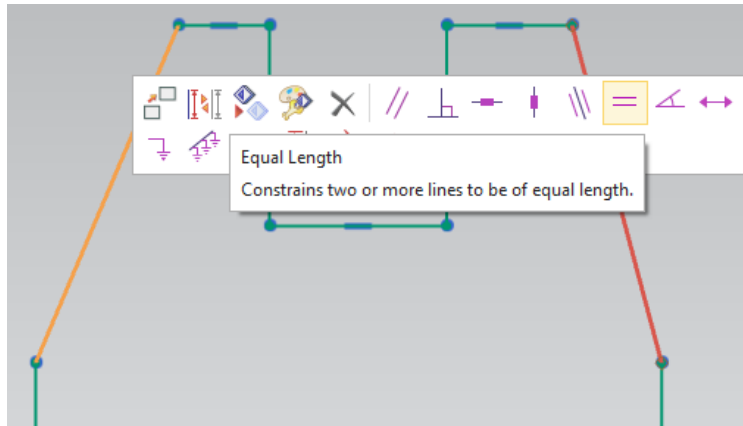 Equal Length
Constrains two or more lines to be of equal length.